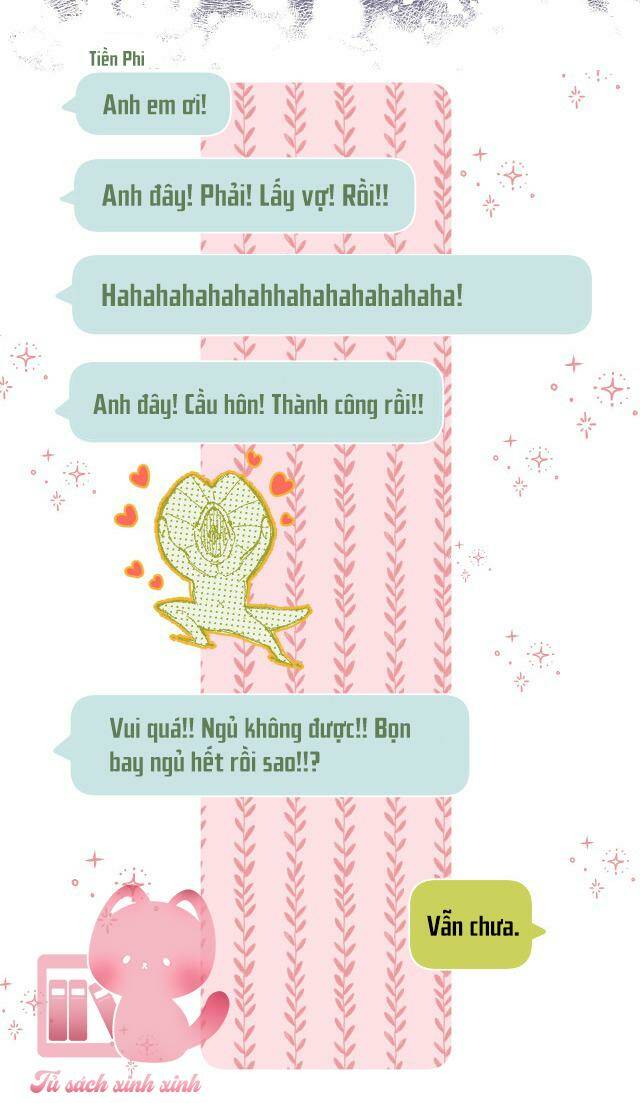 Tiền Phi
Anh em ơi!
Anh đây! Phải! Lấy vợ! Rồi!!
Hahahahahahahhahahahahahaha!
Anh đây! Cầu hôn! Thành công rồi!!
Vui quá!! Ngủ không được!! Bọn
bay ngủ hết rồi sao!!?
Vẫn chưa.
Tủ sách xinh xinh